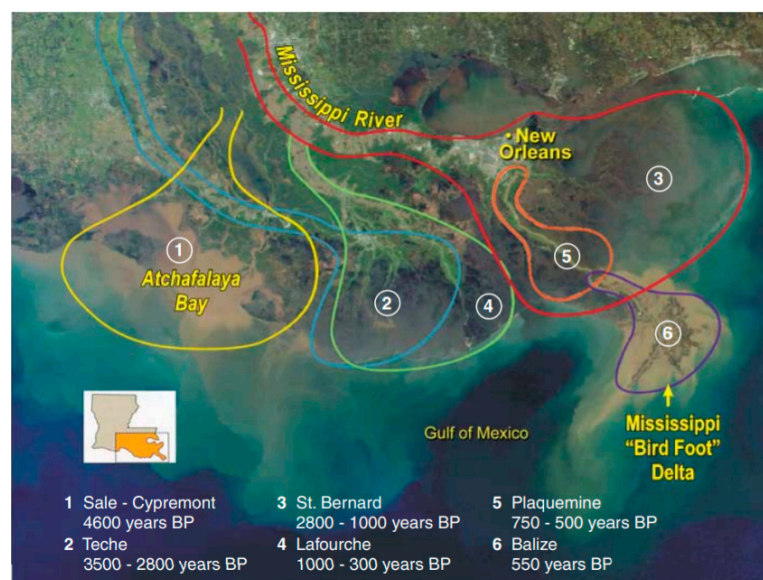 Mississippi River
New
Orleans
3
1
Atchafalaya
Bay
5
2
4
6
Gulf of Mexico
Mississippi
“Bird Foot”
Delta
1 Sale - Cypremont
4600 years BP
2 Teche
3500 - 2800 years BP
3 St. Bernard
2800 - 1000 years BP
4 Lafourche
1000 - 300 years BP
5 Plaquemine
750 - 500 years BP
6 Balize
550 years BP